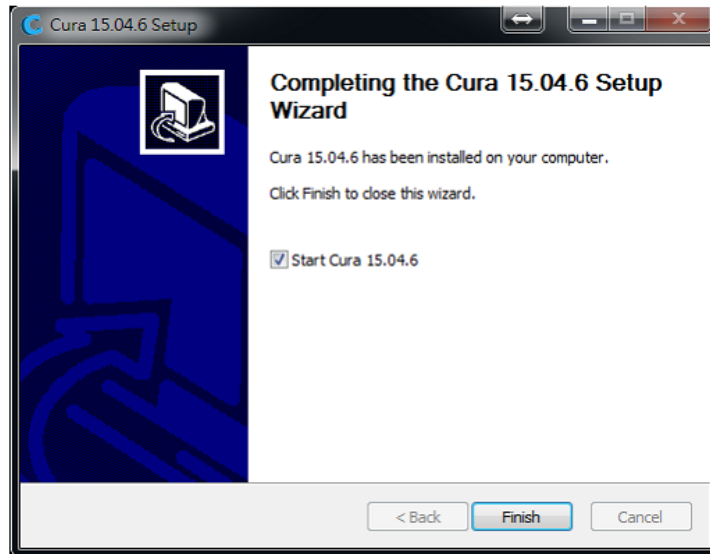 Cura 15.04.6 Setup
Completing the Cura 15.04.6 Setup
Wizard
Cura 15.04.6 has been installed on your computer.
Click Finish to close this wizard.
Start Cura 15.04.6
< Back
Finish
Cancel